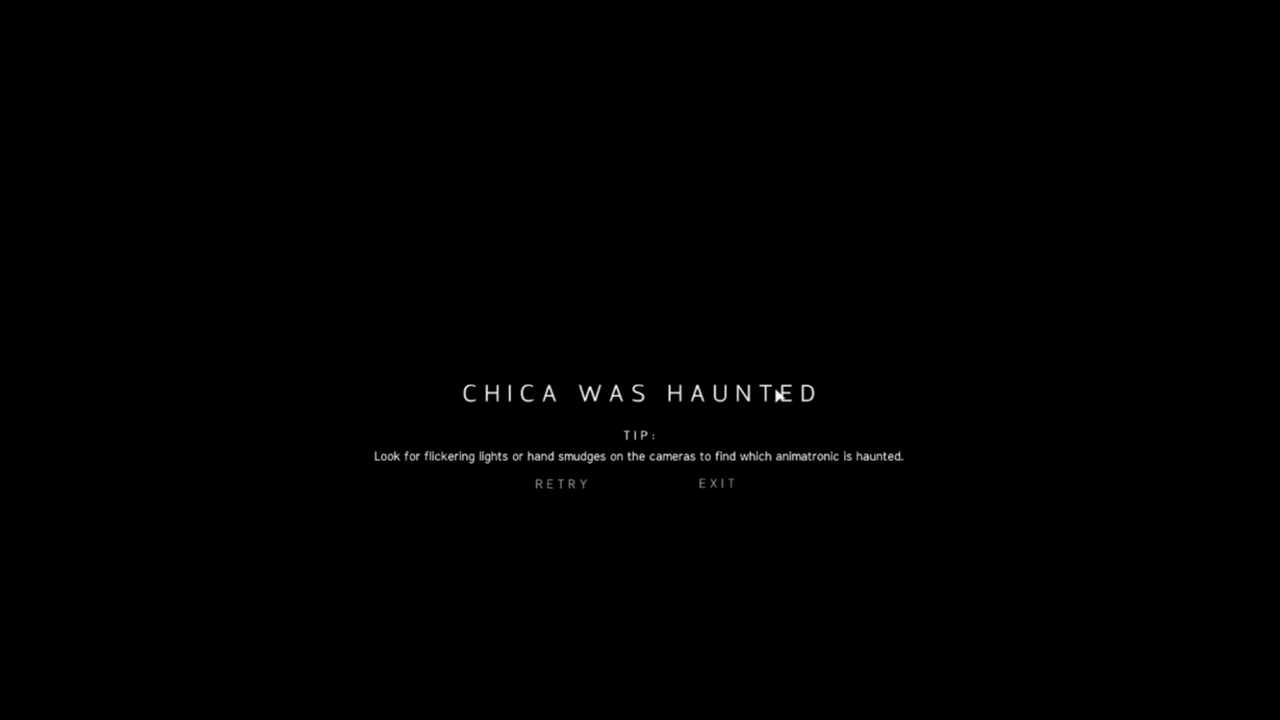 CHICA WAS HAUNTED
TIP:
Look for flickering lights or hand smudges on the cameras to find which animatronic is haunted.
RETRY EXIT